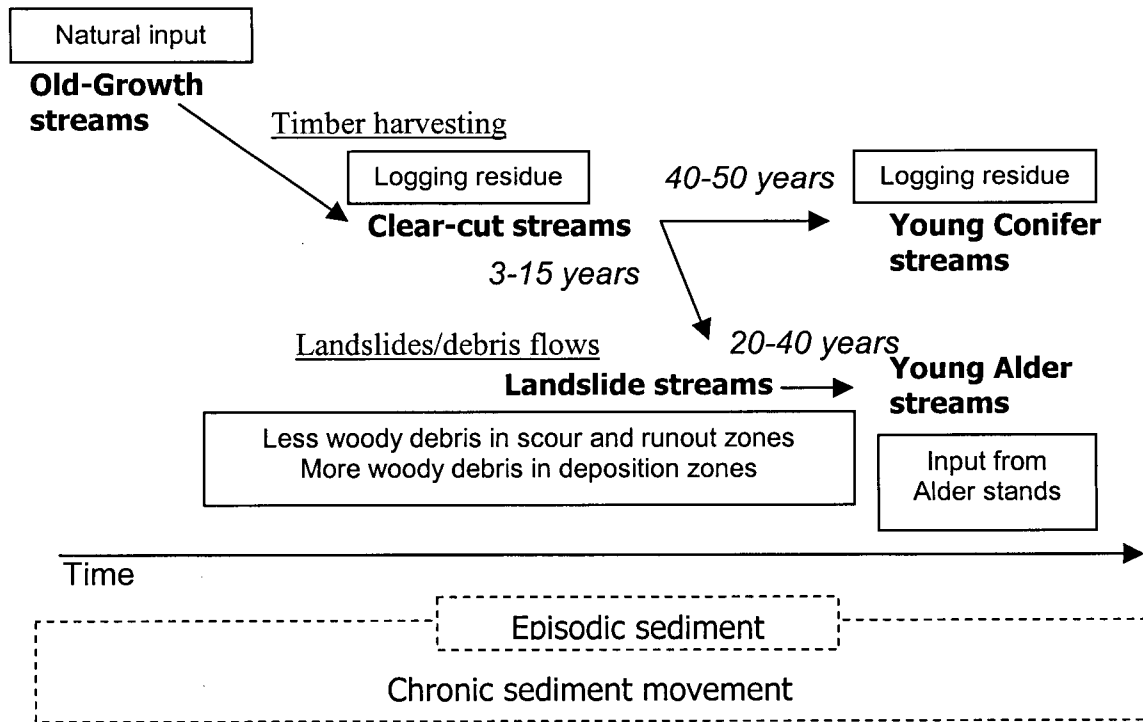 Natural input
Old-Growth
streams
Timber harvesting
Logging residue
40-50 years
Logging residue
Clear-cut streams
Young Conifer
streams
3-15 years
Landslides/debris flows
20-40 years
Landslide streams
Young Alder
streams
Less woody debris in scour and runout zones
More woody debris in deposition zones
Input from
Alder stands
Time
Episodic sediment
Chronic sediment movement